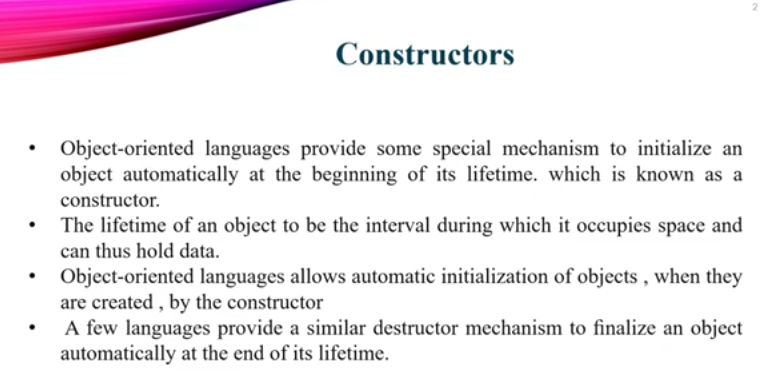 2
Constructors
• Object-oriented languages provide some special mechanism to initialize an
object automatically at the beginning of its lifetime. which is known as a
constructor.
• The lifetime of an object to be the interval during which it occupies space and
can thus hold data.
• Object-oriented languages allows automatic initialization of objects , when they
are created , by the constructor
• A few languages provide a similar destructor mechanism to finalize an object
automatically at the end of its lifetime.